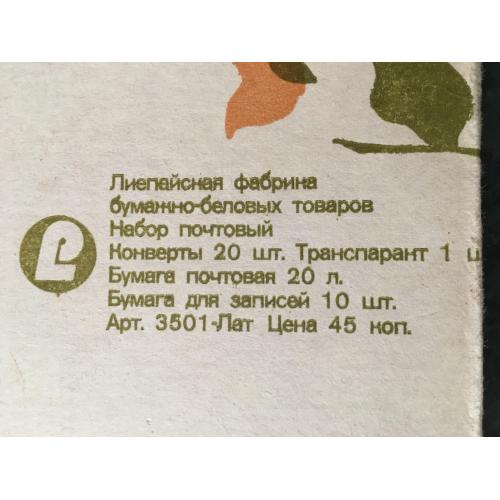 Лиепайская фабрика
бумажно-беловых товаров
Набор почтовый
Конверты 20 шт. Транспарант 1 ш
Бумага почтовая 20 л.
Бумага для записей 10 шт.
Арт. 3501-Лат Цена 45 коп.